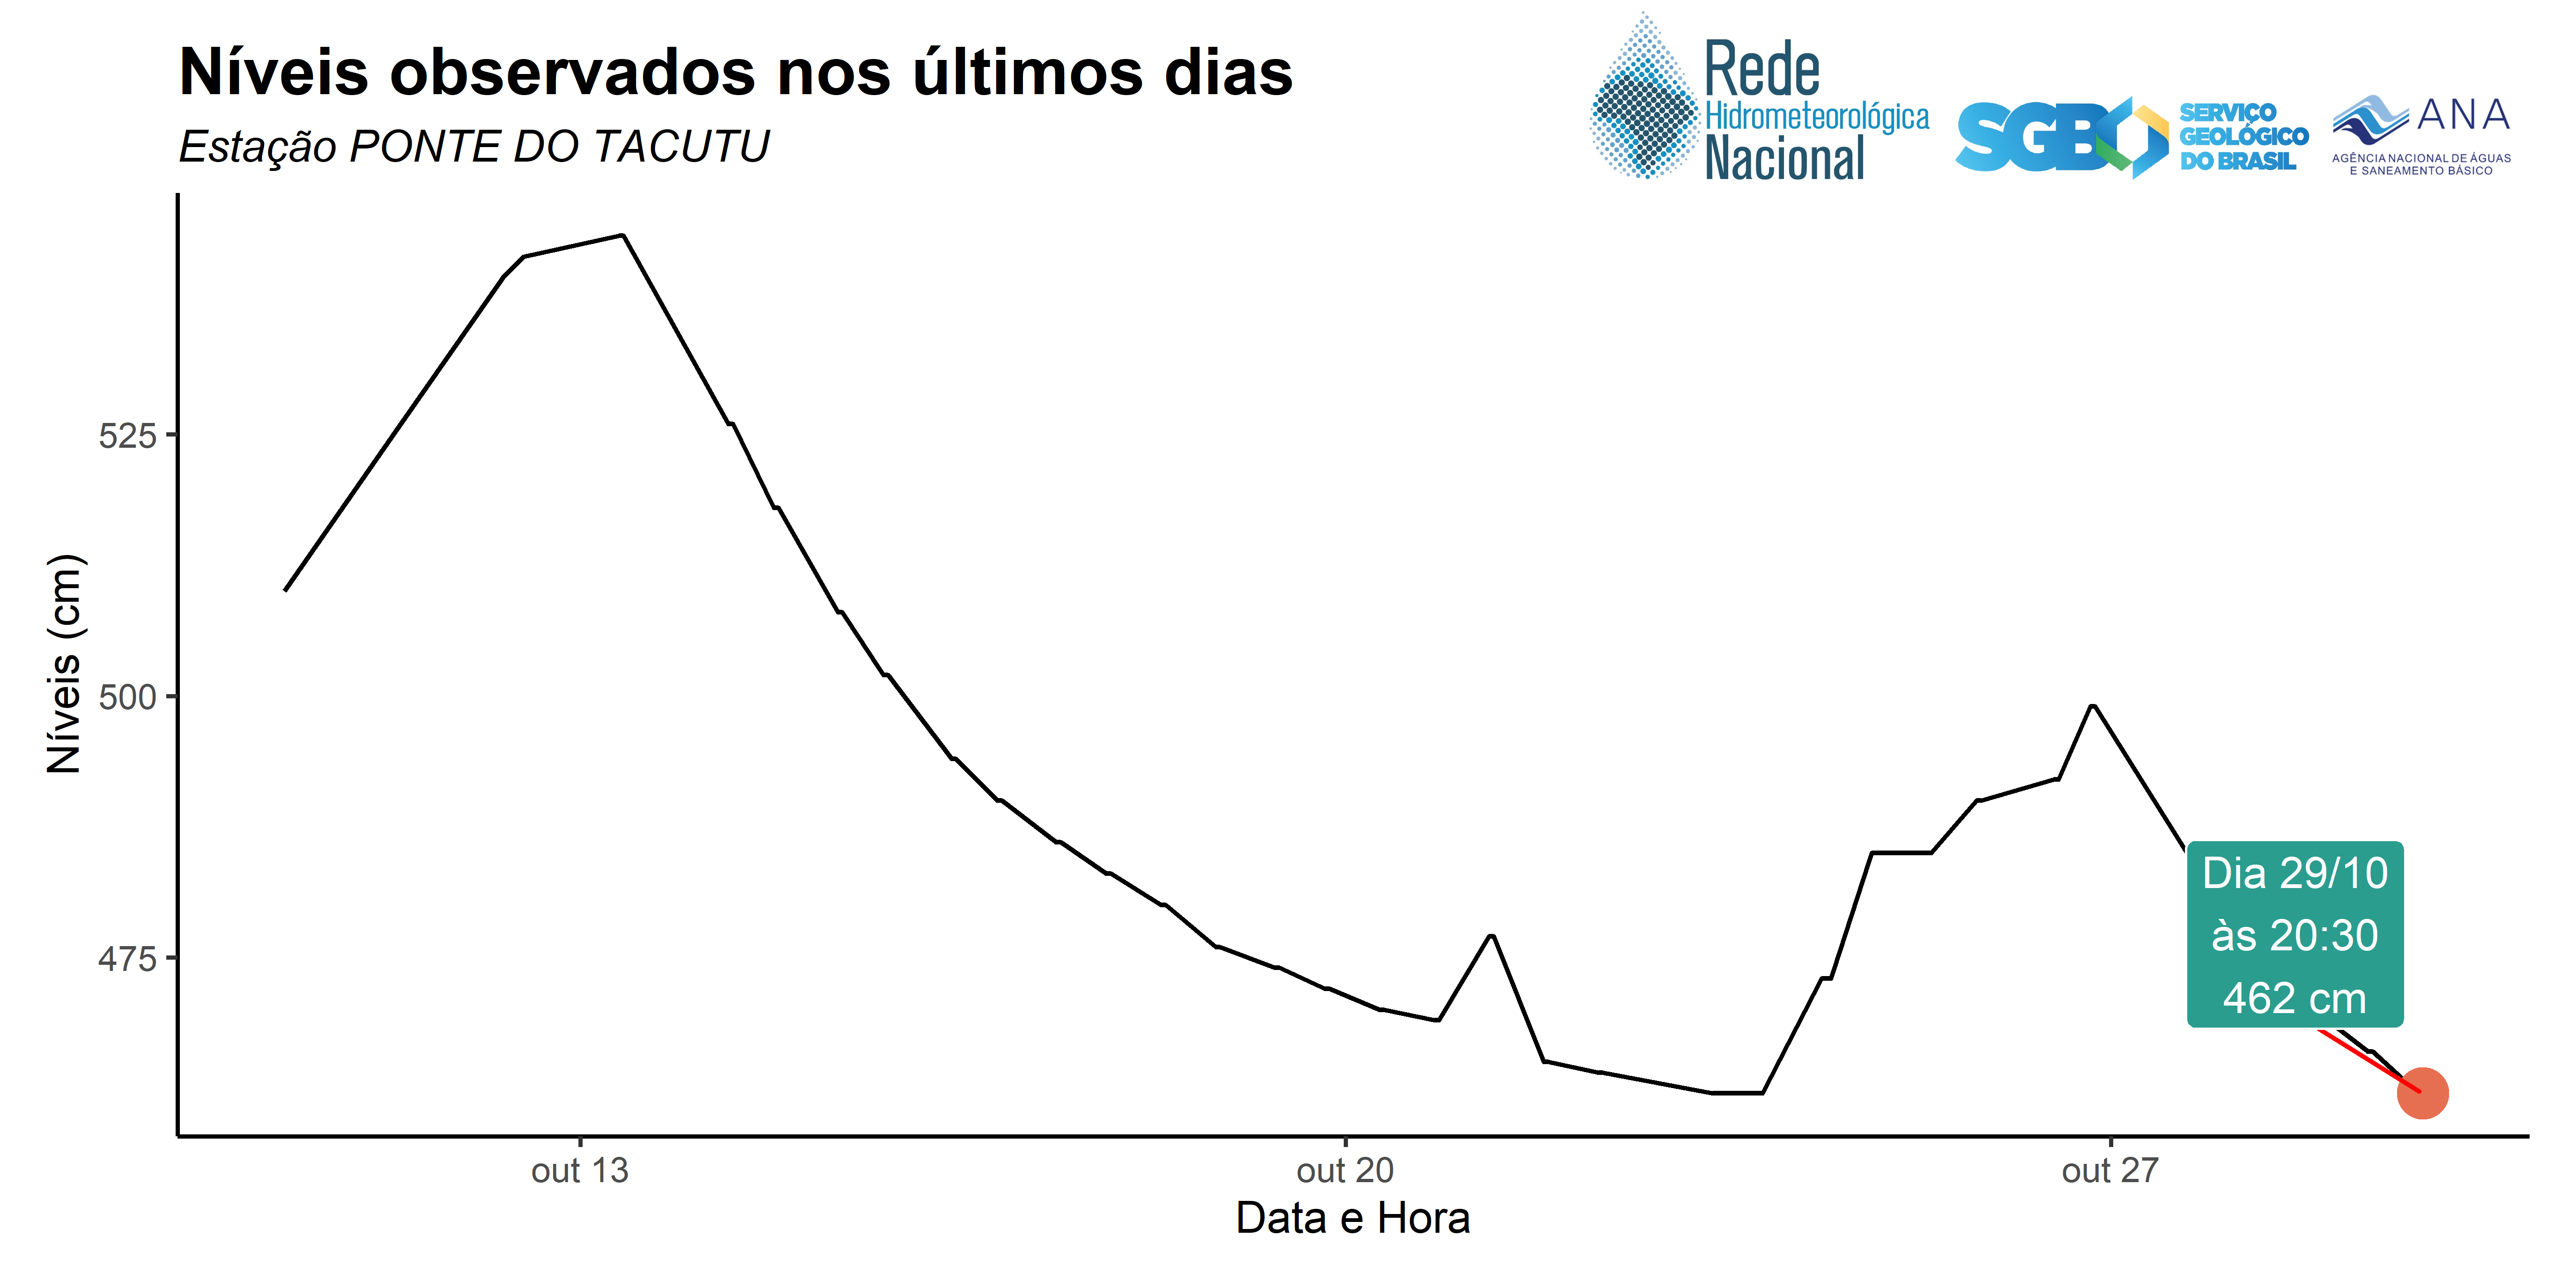 Níveis observados nos últimos dias
Estação PONTE DO TACUTU
Rede
Hidrometeorológica
Nacional
SGB
SERVIÇO
GEOLÓGICO
DO BRASIL
ANA
AGÊNCIA NACIONAL DE ÁGUAS
E SANEAMENTO BÁSICO
Níveis (cm)
525
500
475
Dia 29/10
às 20:30
462 cm
out 13
out 20
out 27
Data e Hora